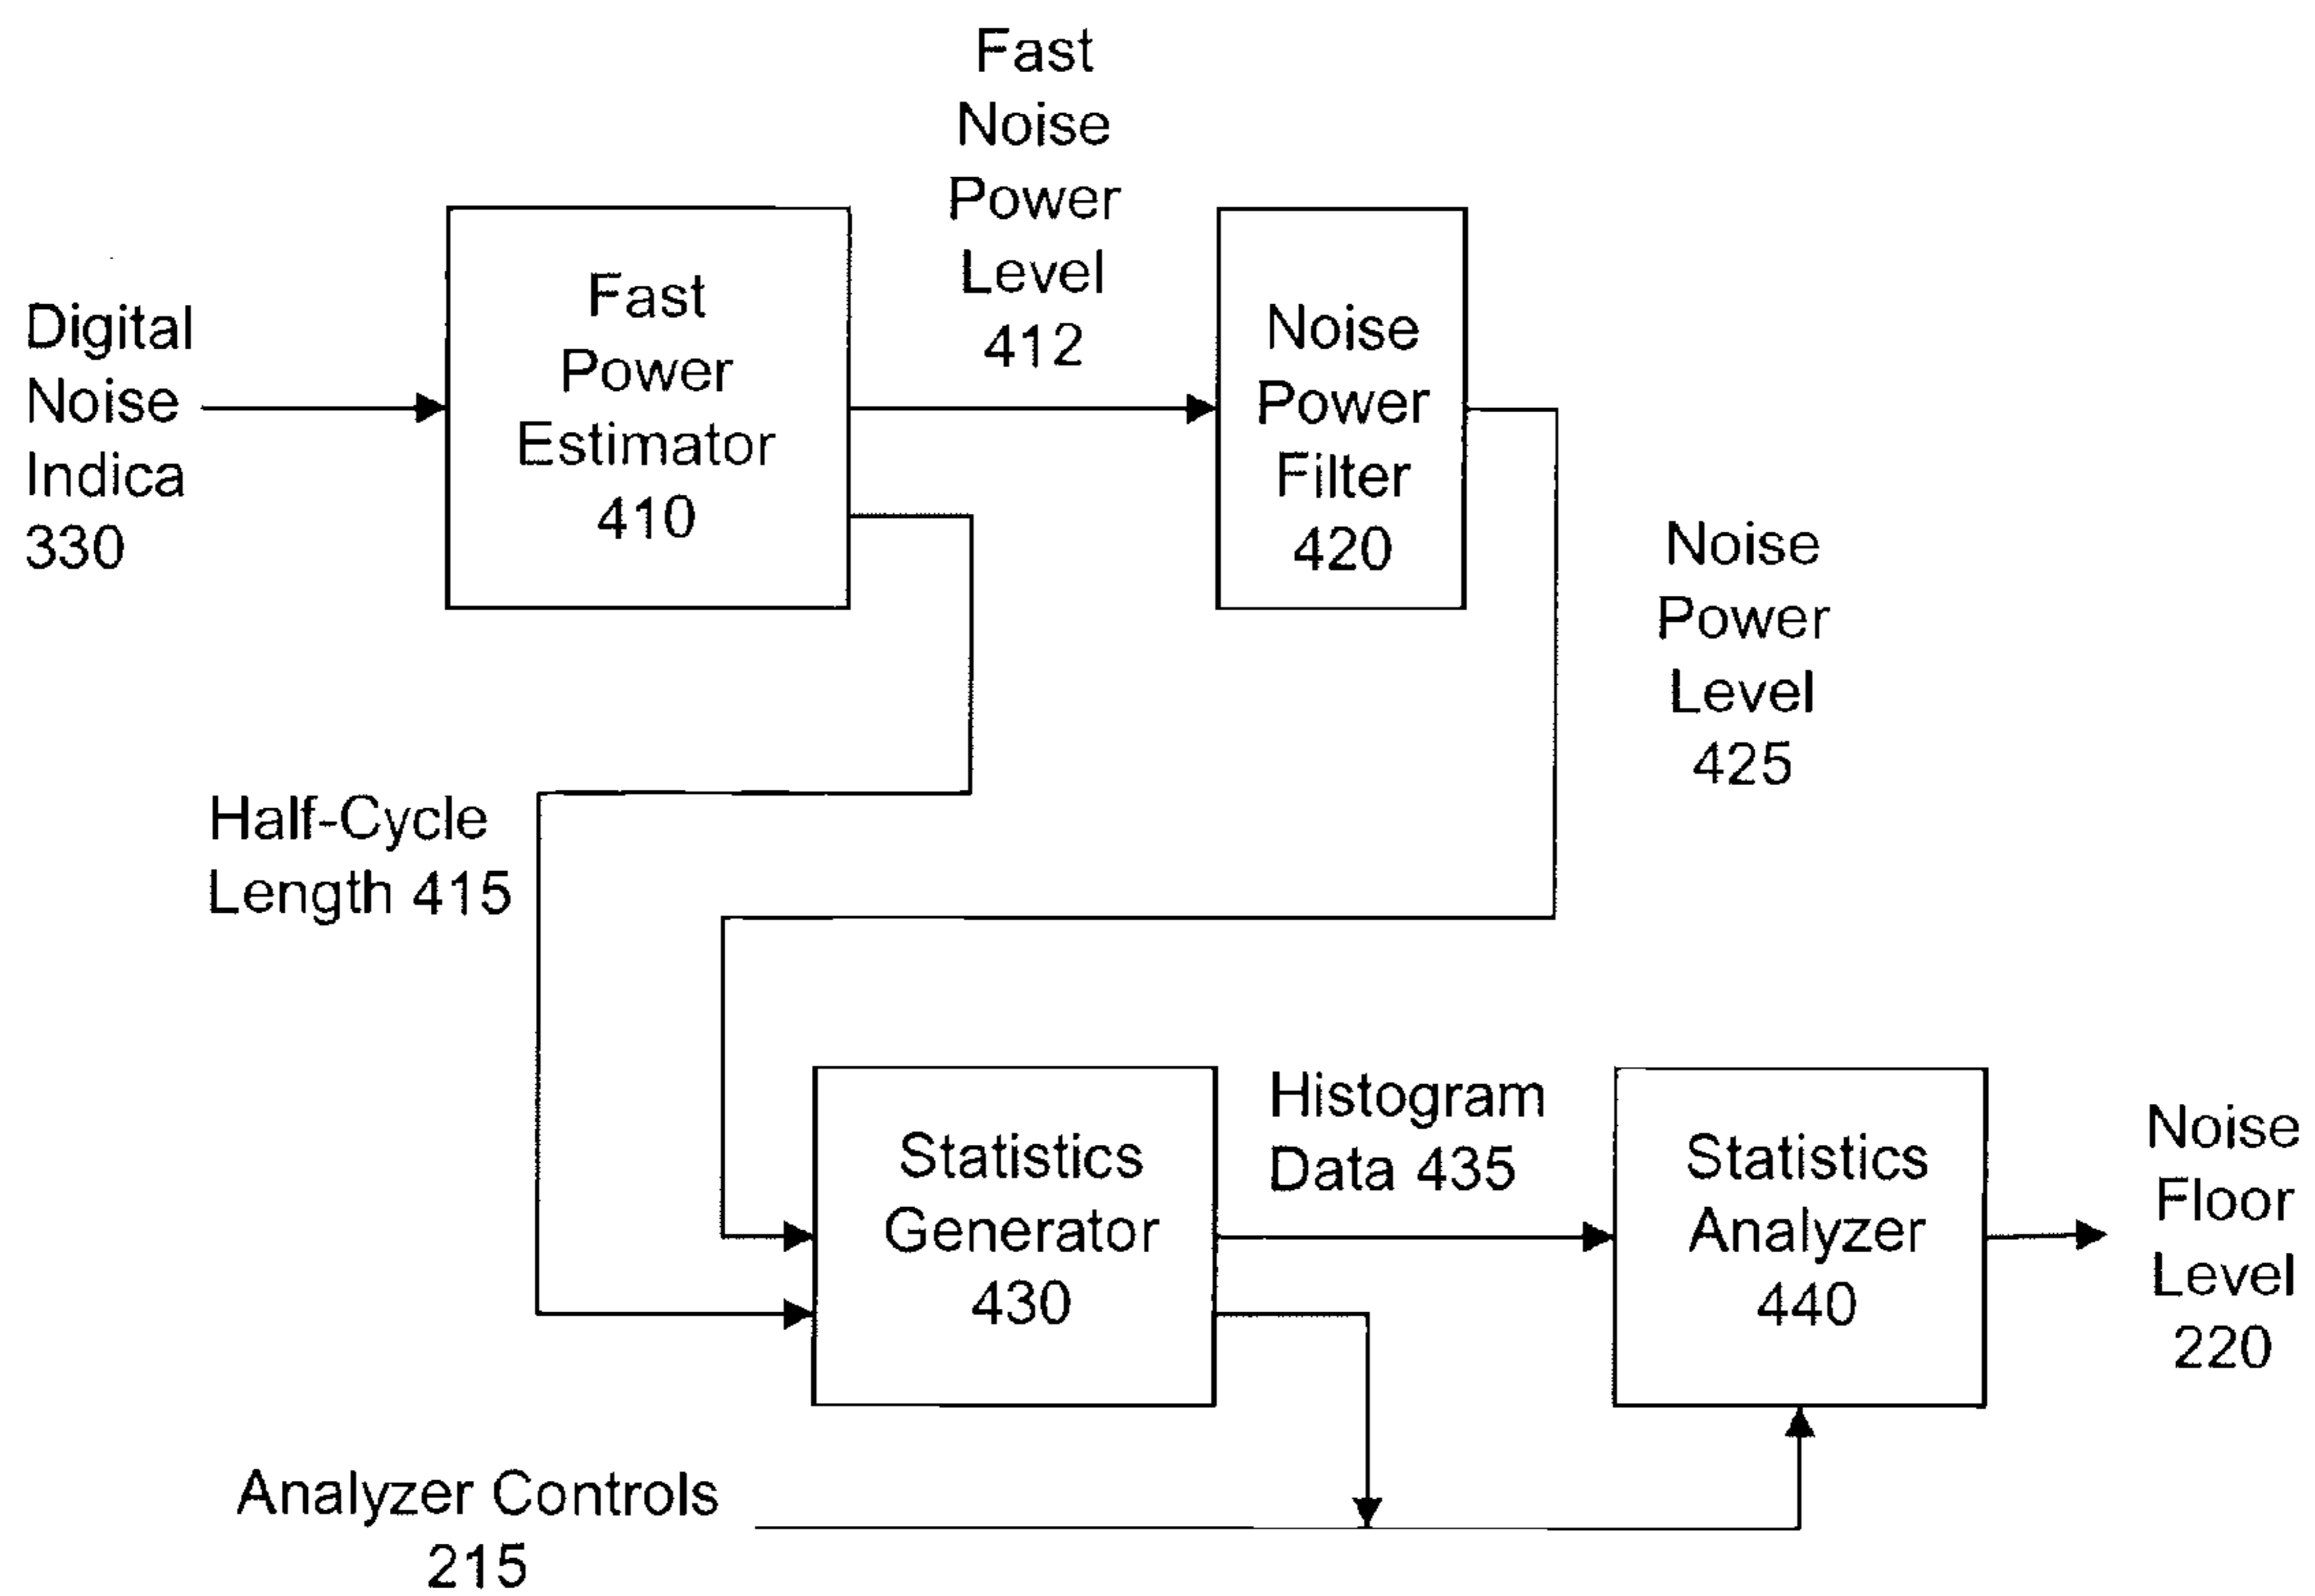 Fast
Noise
Power
Level
412
Digital
Noise
Indica
330
Fast
Power
Estimator
410
Noise
Power
Filter
420
Noise
Power
Level
425
Half-Cycle
Length 415
Statistics
Generator
430
Histogram
Data 435
Statistics
Analyzer
440
Noise
Floor
Level
220
Analyzer Controls
215